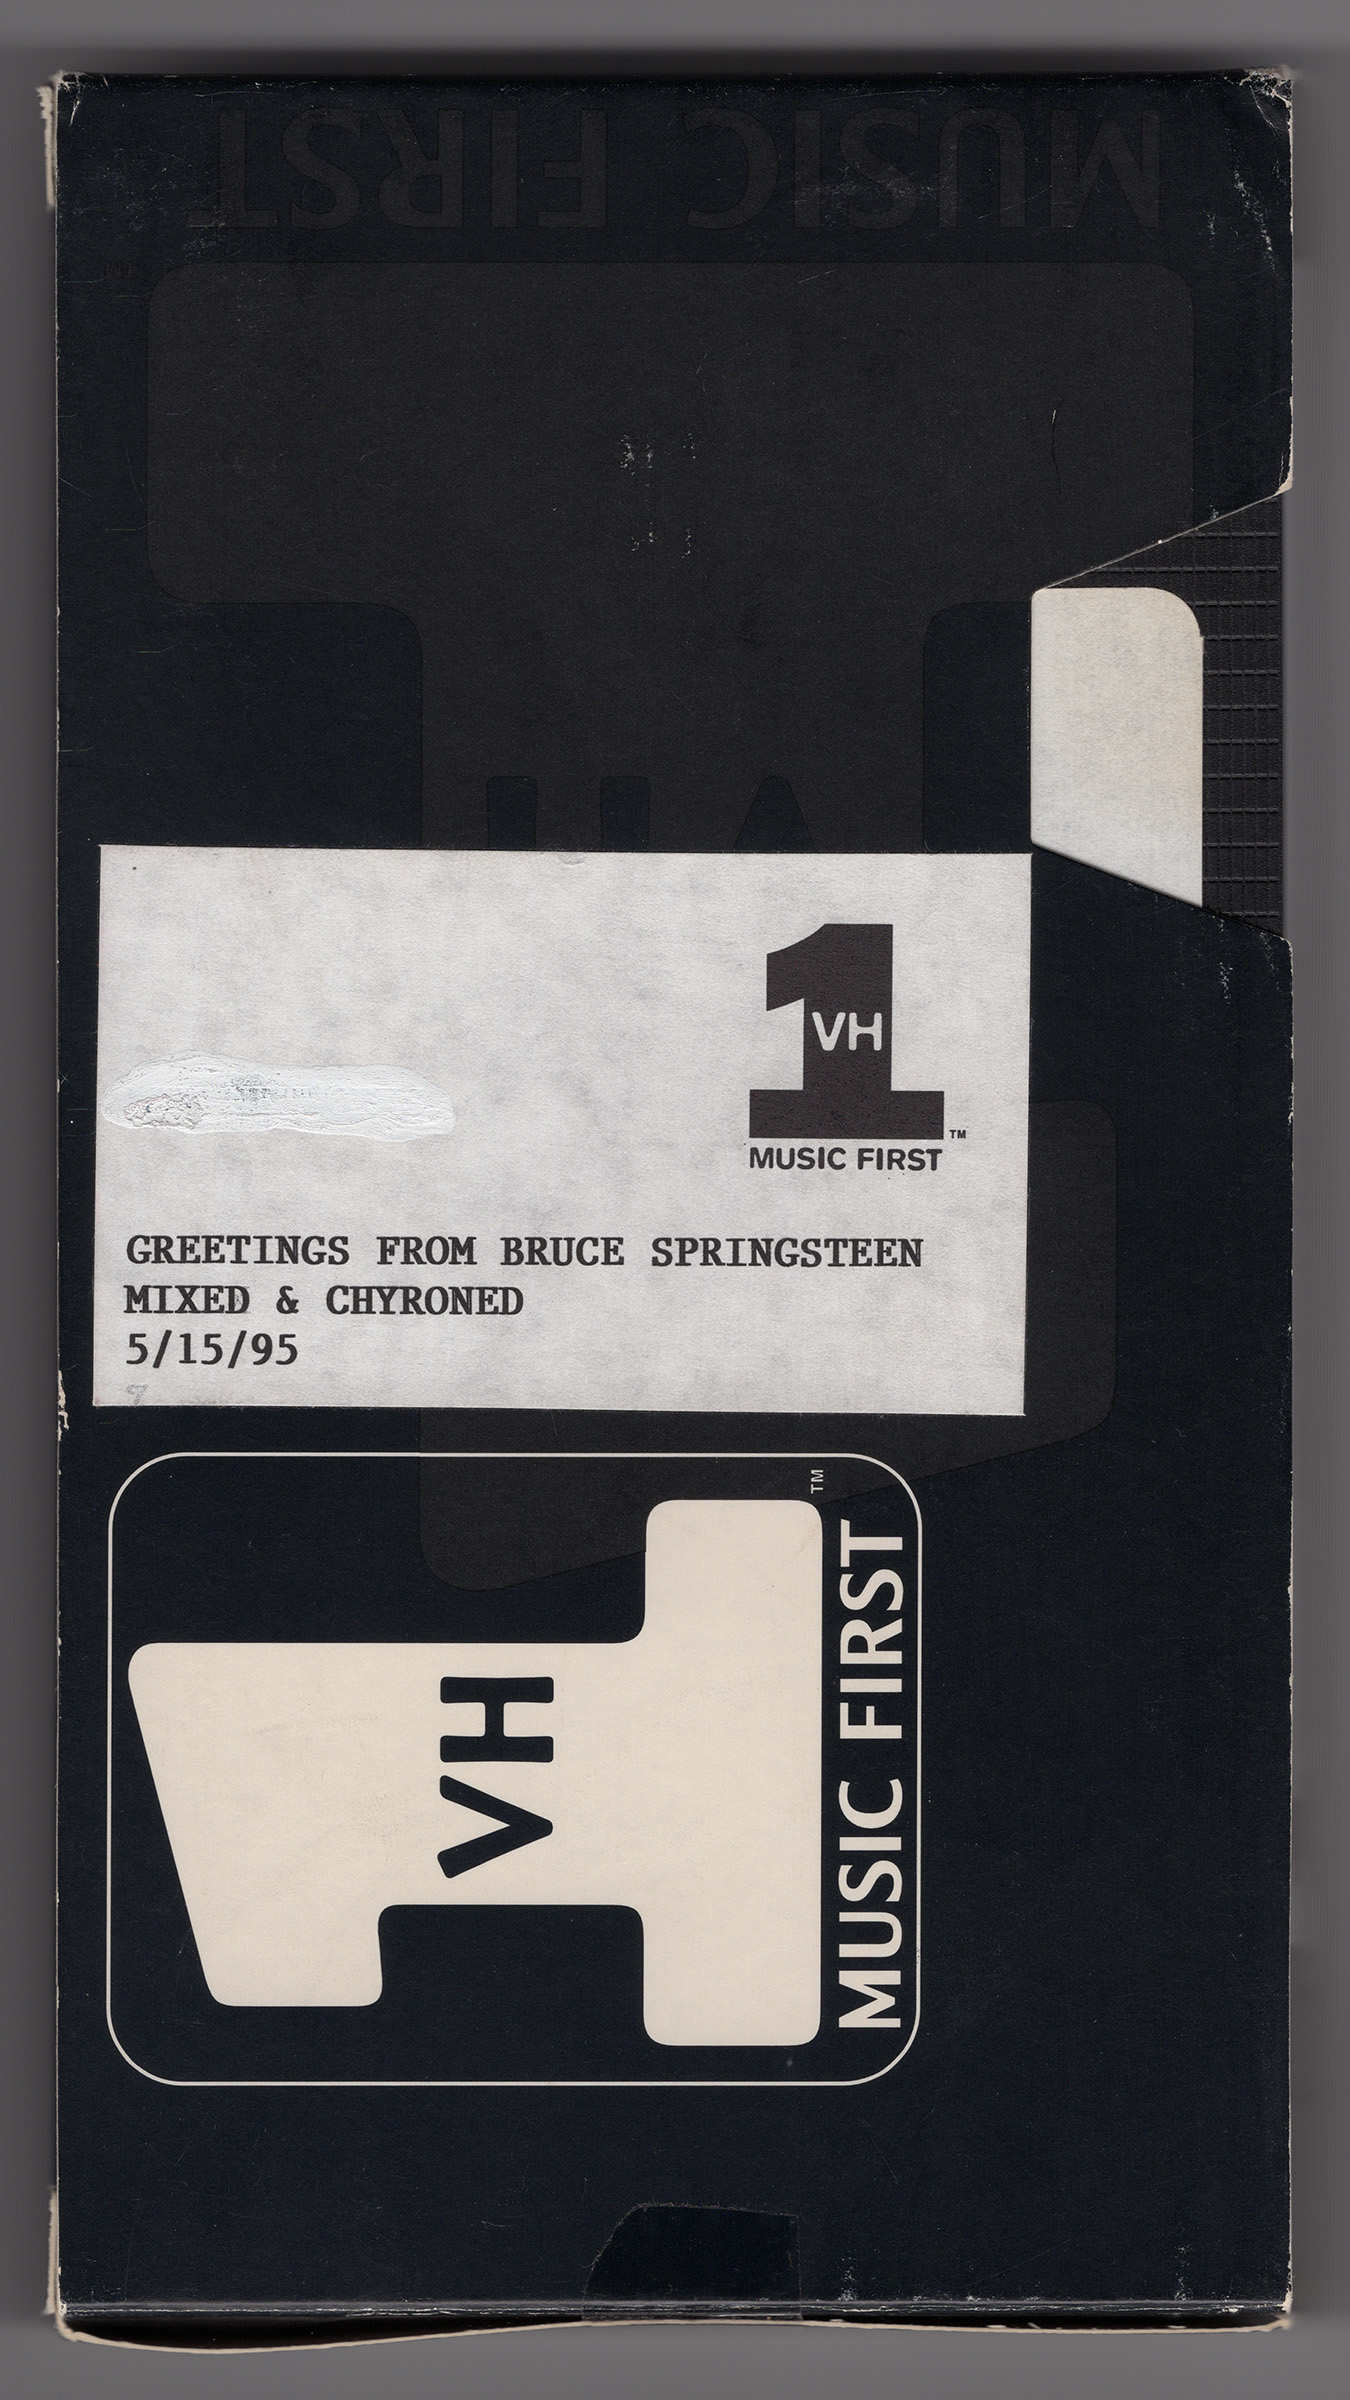 MUSIC FIRST
VH
1
VH
TM
MUSIC FIRST
GREETINGS FROM BRUCE SPRINGSTEEN
MIXED & CHYRONED
5/15/95
TM
1
VH
MUSIC FIRST